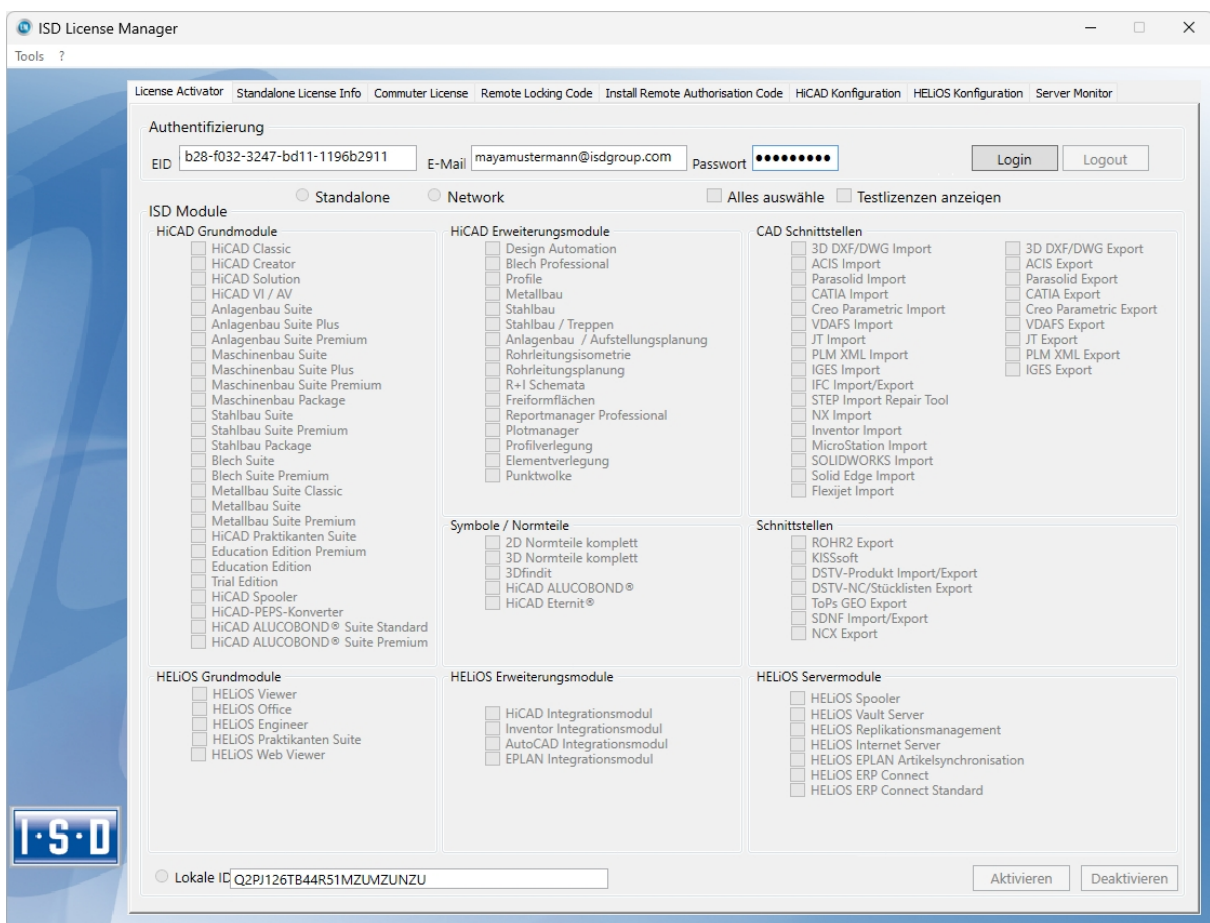 ISD License Manager
Tools ?
License Activator Standalone License Info Commuter License Remote Locking Code Install Remote Authorisation Code HiCAD Konfiguration HELiOS Konfiguration Server Monitor
Authentifizierung
EID b28-f032-3247-bd11-1196b2911 E-Mail mayamustermann@isdgroup.com Passwort ●●●●●●●●● Login Logout
Standalone Network Alles auswähle Testlizenzen anzeigen
ISD Module
HiCAD Grundmodule
HiCAD Classic
HiCAD Creator
HiCAD Solution
HiCAD VI / AV
Anlagenbau Suite
Anlagenbau Suite Plus
Anlagenbau Suite Premium
Maschinenbau Suite
Maschinenbau Suite Plus
Maschinenbau Suite Premium
Maschinenbau Package
Stahlbau Suite
Stahlbau Suite Premium
Stahlbau Package
Blech Suite
Blech Suite Premium
Metallbau Suite Classic
Metallbau Suite
Metallbau Suite Premium
HiCAD Praktikanten Suite
Education Edition Premium
Education Edition
Trial Edition
HiCAD Spooler
HiCAD-PEPS-Konverter
HiCAD ALUCOBOND® Suite Standard
HiCAD ALUCOBOND® Suite Premium
HiCAD Erweiterungsmodule
Design Automation
Blech Professional
Profile
Metallbau
Stahlbau
Stahlbau / Treppen
Anlagenbau / Aufstellungsplanung
Rohrleitungsisometrie
Rohrleitungsplanung
R+I Schemata
Freiformflächen
Reportmanager Professional
Plotmanager
Profilverlegung
Elementverlegung
Punktwolke
CAD Schnittstellen
3D DXF/DWG Import
ACIS Import
Parasolid Import
CATIA Import
Creo Parametric Import
VDAFS Import
JT Import
PLM XML Import
IGES Import
IFC Import/Export
STEP Import Repair Tool
NX Import
Inventor Import
MicroStation Import
SOLIDWORKS Import
Solid Edge Import
Flexijet Import
3D DXF/DWG Export
ACIS Export
Parasolid Export
CATIA Export
Creo Parametric Export
VDAFS Export
JT Export
PLM XML Export
IGES Export
Symbole / Normteile
2D Normteile komplett
3D Normteile komplett
3Dfindit
HiCAD ALUCOBOND®
HiCAD Eternit®
Schnittstellen
ROHR2 Export
KISSsoft
DSTV-Produkt Import/Export
DSTV-NC/Stücklisten Export
ToPs GEO Export
SDNF Import/Export
NCX Export
HELiOS Grundmodule
HELiOS Viewer
HELiOS Office
HELiOS Engineer
HELiOS Praktikanten Suite
HELiOS Web Viewer
HELiOS Erweiterungsmodule
HiCAD Integrationsmodul
Inventor Integrationsmodul
AutoCAD Integrationsmodul
EPLAN Integrationsmodul
HELiOS Servermodule
HELiOS Spooler
HELiOS Vault Server
HELiOS Replikationsmanagement
HELiOS Internet Server
HELiOS EPLAN Artikelsynchronisation
HELiOS ERP Connect
HELiOS ERP Connect Standard
I·S·D
Lokale ID Q2PJ126TB44R51MZUMZUNZU Aktivieren Deaktivieren